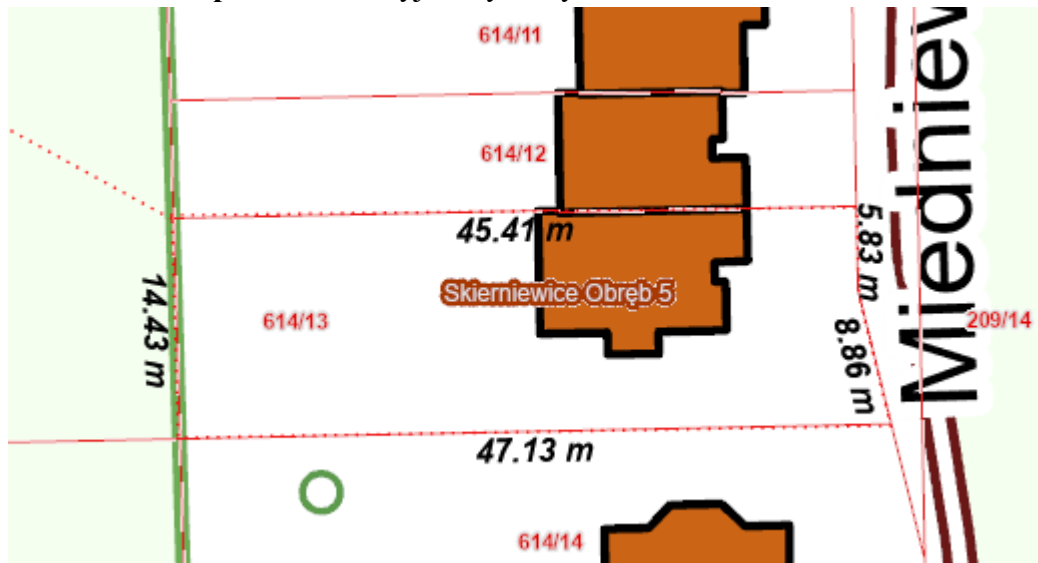 614/11
614/12
45.41 m
5.83 m
Skierniewice Obręb 5
14.43 m
614/13
8.86 m
209/14
47.13 m
614/14
Miedniew